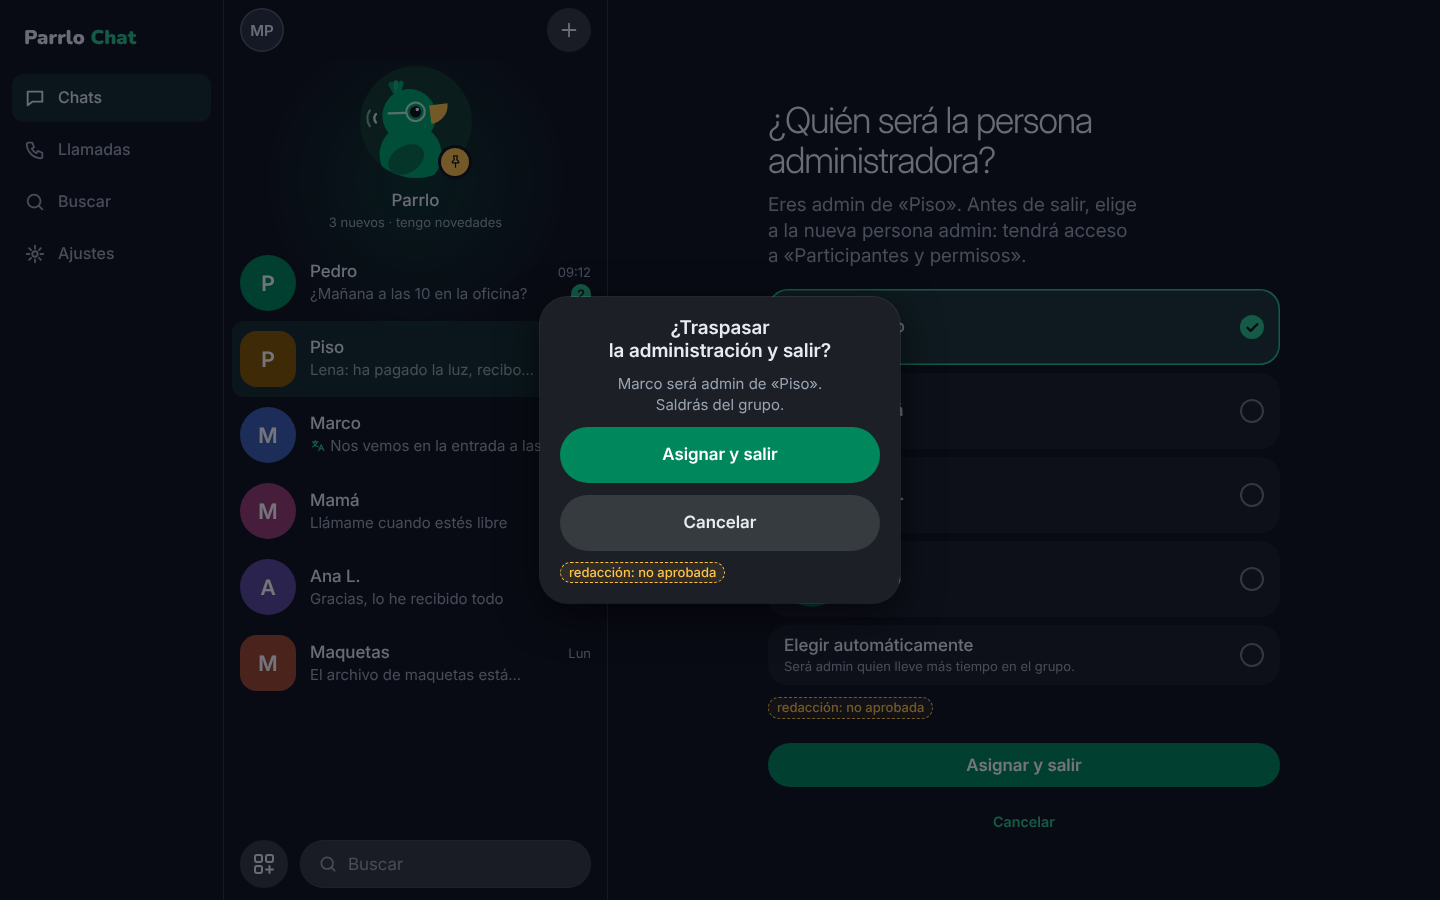 Parrlo Chat
Chats
Llamadas
Buscar
Ajustes
MP
Parrlo
3 nuevos · tengo novedades
P
Pedro
09:12
¿Mañana a las 10 en la oficina?
2
P
Piso
Lena: ha pagado la luz, recibo...
M
Marco
Nos vemos en la entrada a las
M
Mamá
Llámame cuando estés libre
A
Ana L.
Gracias, lo he recibido todo
M
Maquetas
Lun
El archivo de maquetas está...
Buscar
¿Quién será la persona
administradora?
Eres admin de «Piso». Antes de salir, elige
a la nueva persona admin: tendrá acceso
a «Participantes y permisos».
¿Traspasar
la administración y salir?
Marco será admin de «Piso».
Saldrás del grupo.
Asignar y salir
Cancelar
redacción: no aprobada
Elegir automáticamente
Será admin quien lleve más tiempo en el grupo.
redacción: no aprobada
Asignar y salir
Cancelar